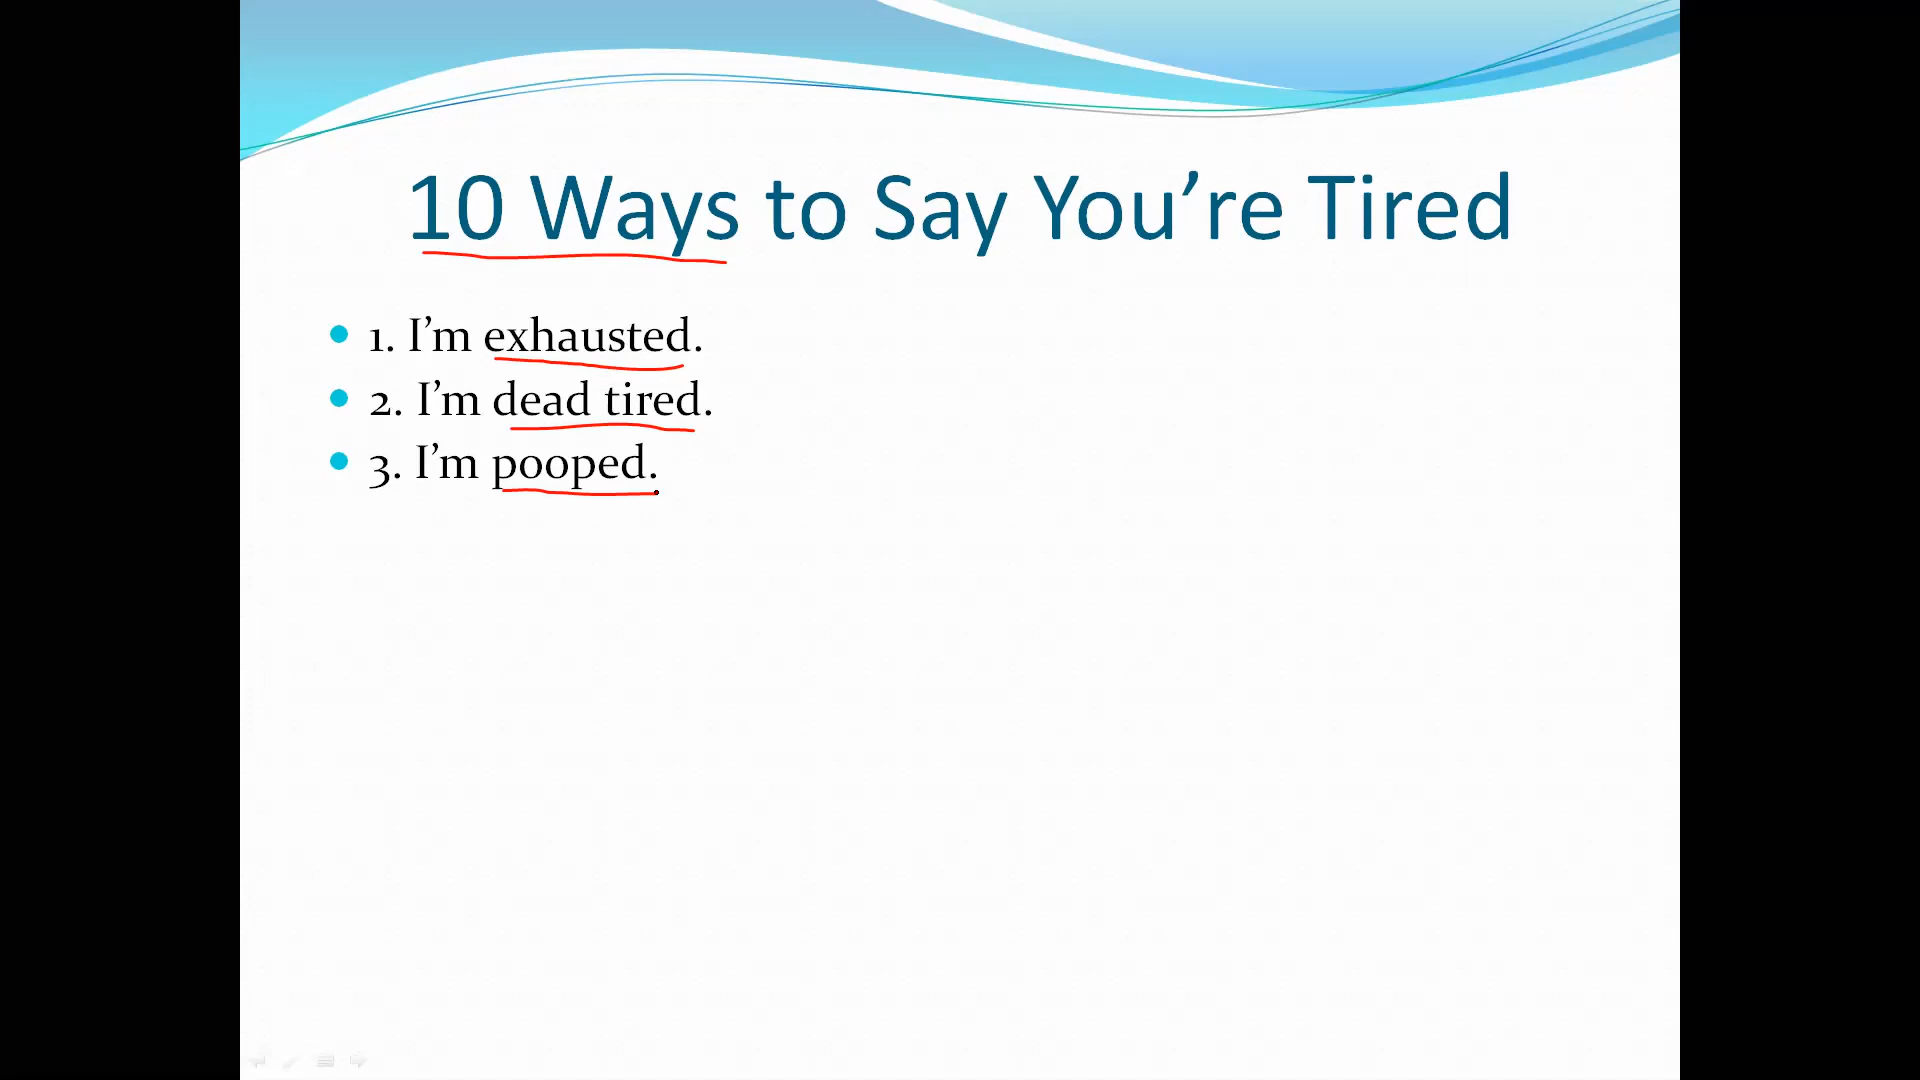 10 Ways to Say You’re Tired
1. I’m exhausted.
2. I’m dead tired.
3. I’m pooped.